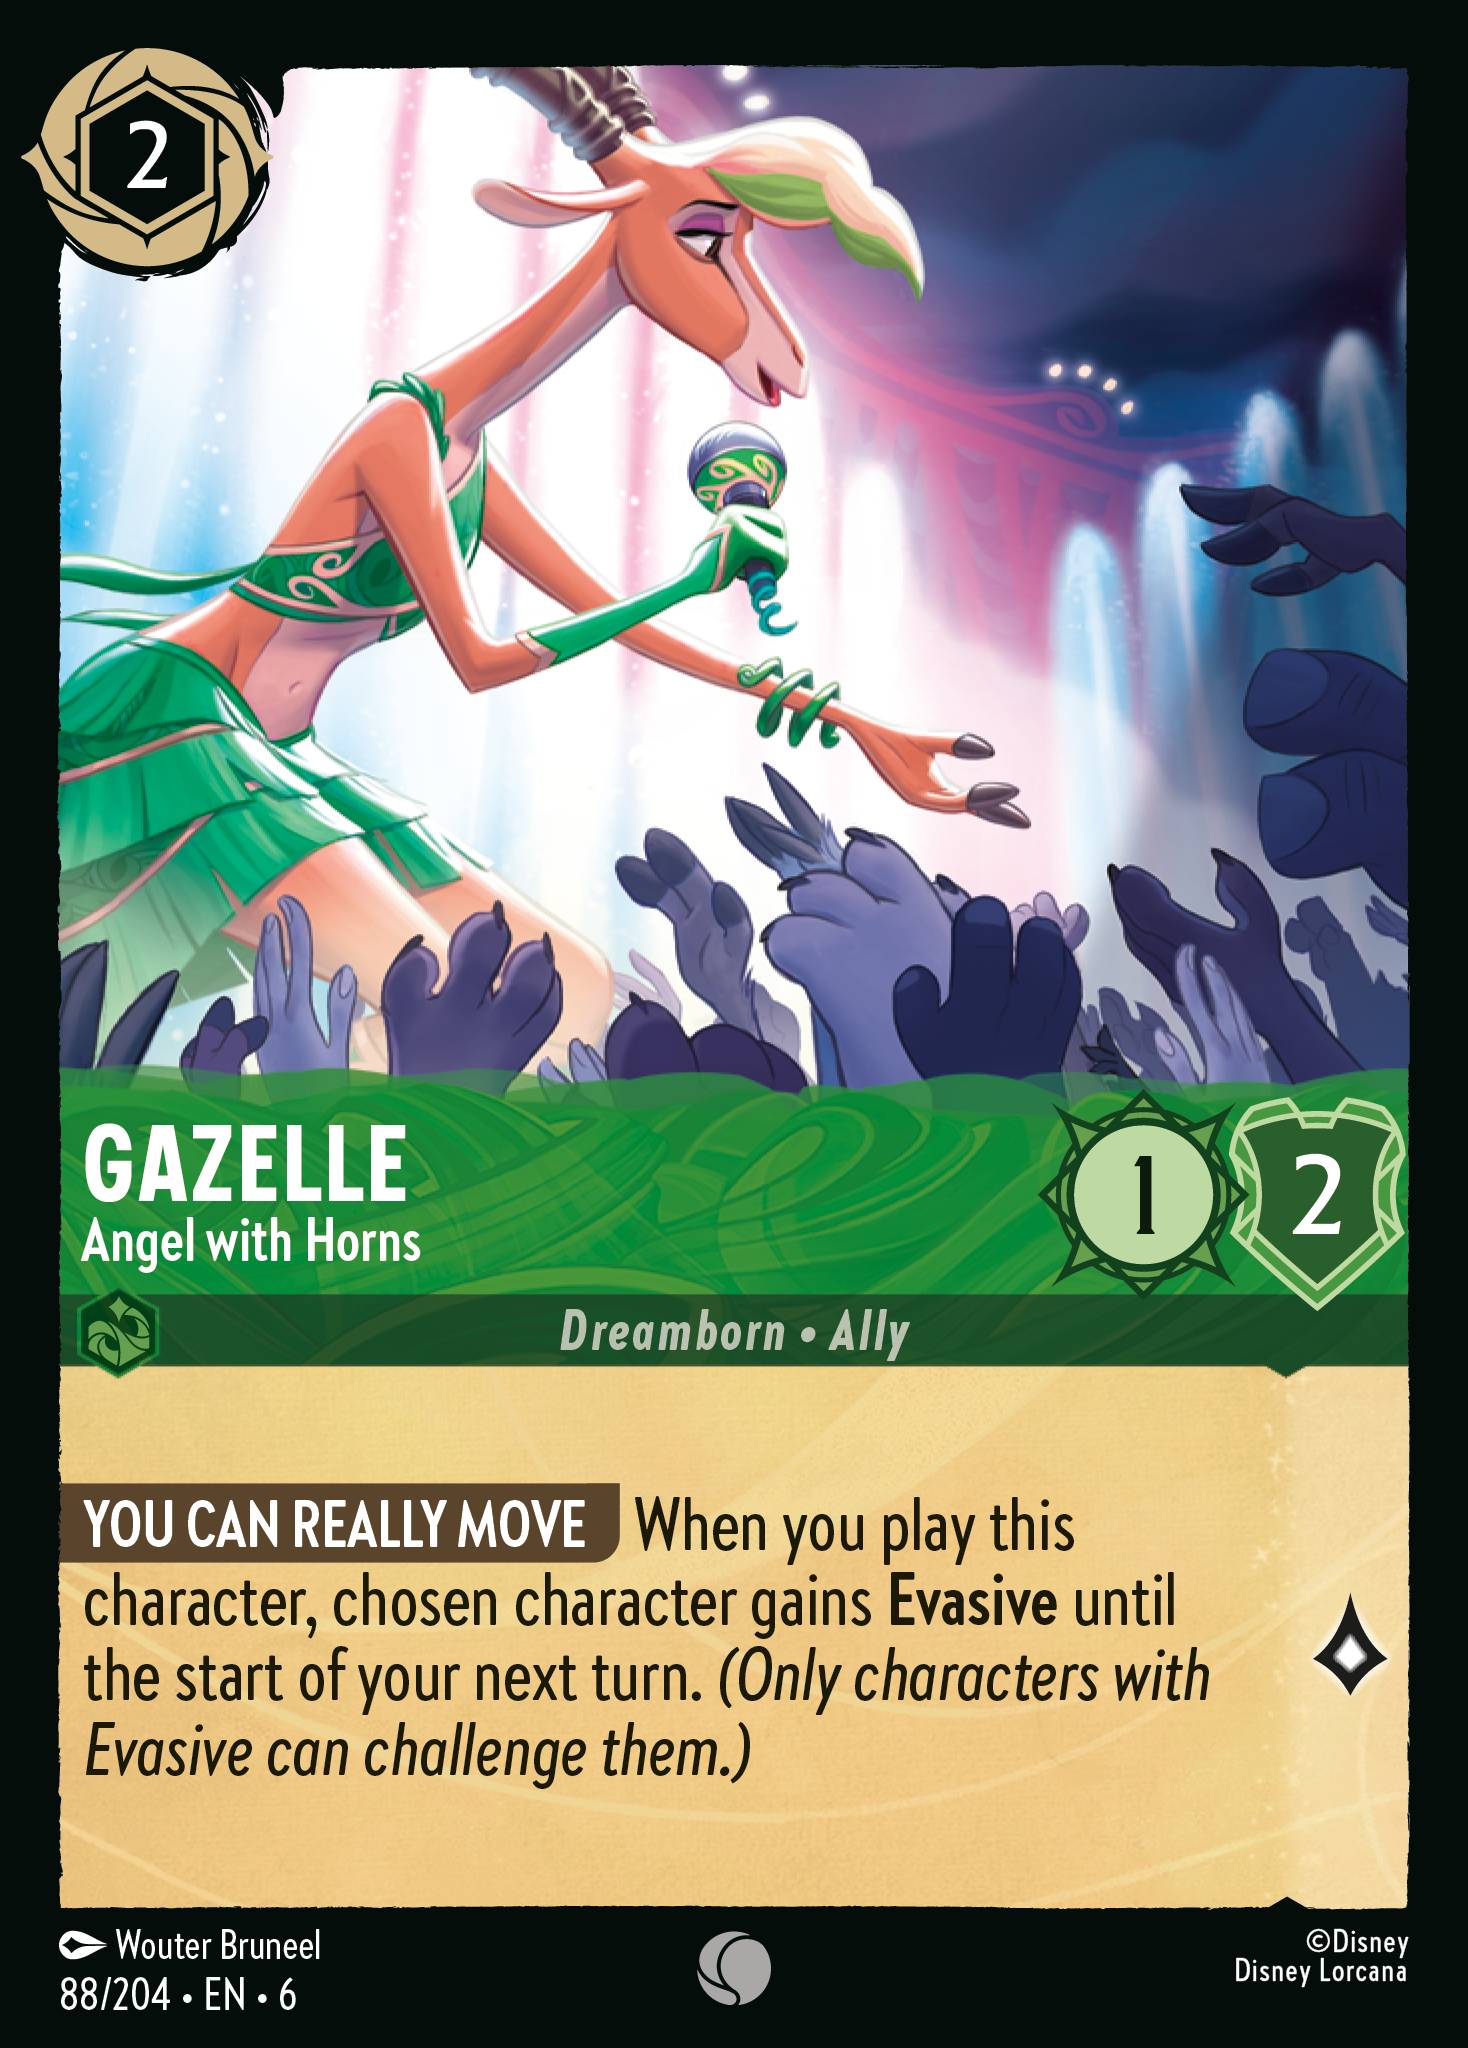 2
GAZELLE
Angel with Horns
1
2
Dreamborn • Ally
YOU CAN REALLY MOVE When you play this
character, chosen character gains Evasive until
the start of your next turn. (Only characters with
Evasive can challenge them.)
Wouter Bruneel
88/204 • EN • 6
©Disney
Disney Lorcana